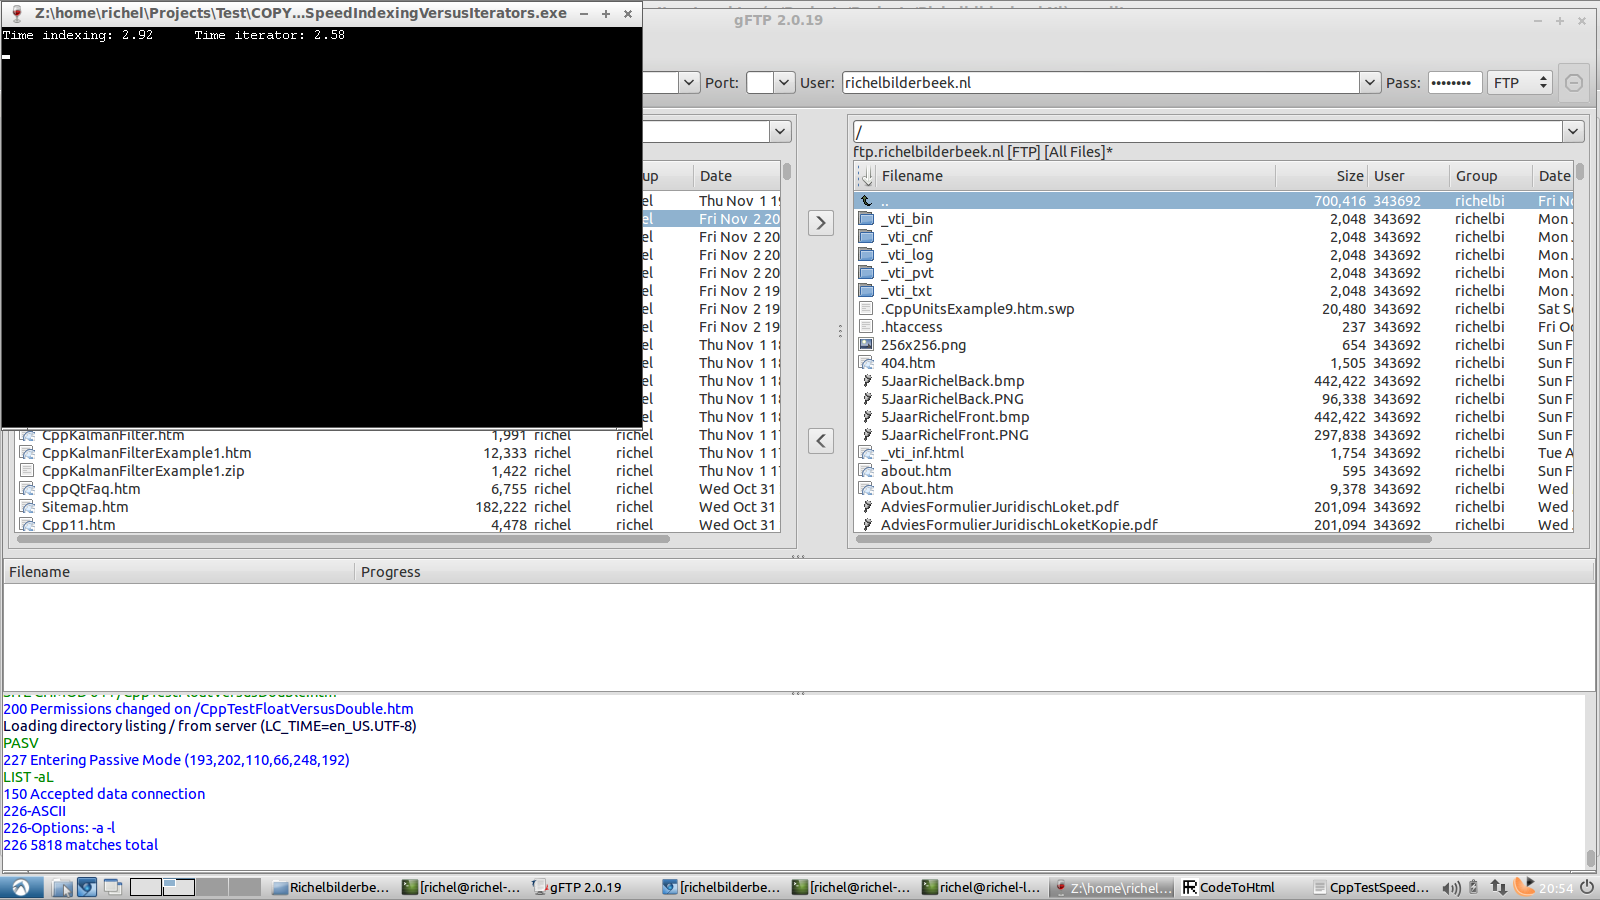 Z:\home\richel\Projects\Test\COPY...SpeedIndexingVersusIterators.exe
Time indexing: 2.92 Time iterator: 2.58
gFTP 2.0.19
Port: User: richelbilderbeek.nl Pass: •••••••• FTP
/
ftp.richelbilderbeek.nl [FTP] [All Files]*
up Date
Thu Nov 1 19
el Fri Nov 2 20
el Fri Nov 2 20
el Fri Nov 2 20
el Fri Nov 2 20
el Fri Nov 2 19
el Fri Nov 2 19
el Fri Nov 2 19
el Thu Nov 1 18
el Thu Nov 1 18
el Thu Nov 1 18
el Thu Nov 1 18
el Thu Nov 1 18
CppKalmanFilter.htm 1,991 richel richel Thu Nov 1 17
CppKalmanFilterExample1.htm 12,333 richel richel Thu Nov 1 17
CppKalmanFilterExample1.zip 1,422 richel richel Thu Nov 1 17
CppQtFaq.htm 6,755 richel richel Wed Oct 31
Sitemap.htm 182,222 richel richel Wed Oct 31
Cpp11.htm 4,478 richel richel Wed Oct 31
Filename Size User Group Date
.. 700,416 343692 richelbi Fri No
_vti_bin 2,048 343692 richelbi Mon
_vti_cnf 2,048 343692 richelbi Mon
_vti_log 2,048 343692 richelbi Mon
_vti_pvt 2,048 343692 richelbi Mon
_vti_txt 2,048 343692 richelbi Mon
.CppUnitsExample9.htm.swp 20,480 343692 richelbi Sat Se
.htaccess 237 343692 richelbi Fri Oc
256x256.png 654 343692 richelbi Sun F
404.htm 1,505 343692 richelbi Sun F
5JaarRichelBack.bmp 442,422 343692 richelbi Sun F
5JaarRichelBack.PNG 96,338 343692 richelbi Sun F
5JaarRichelFront.bmp 442,422 343692 richelbi Sun F
5JaarRichelFront.PNG 297,838 343692 richelbi Sun F
_vti_inf.html 1,754 343692 richelbi Tue A
about.htm 595 343692 richelbi Sun F
About.htm 9,378 343692 richelbi Wed
AdviesFormulierJuridischLoket.pdf 201,094 343692 richelbi Wed
AdviesFormulierJuridischLoketKopie.pdf 201,094 343692 richelbi Wed
Filename Progress
SITE CHMOD 644 /CppTestFloatVersusDouble.htm
200 Permissions changed on /CppTestFloatVersusDouble.htm
Loading directory listing / from server (LC_TIME=en_US.UTF-8)
PASV
227 Entering Passive Mode (193,202,110,66,248,192)
LIST -aL
150 Accepted data connection
226-ASCII
226-Options: -a -l
226 5818 matches total
Richelbilderbe... [richel@richel-... gFTP 2.0.19 [richelbilderbe... [richel@richel-... richel@richel-l... Z:\home\richel... CodeToHtml CppTestSpeed... 20:54